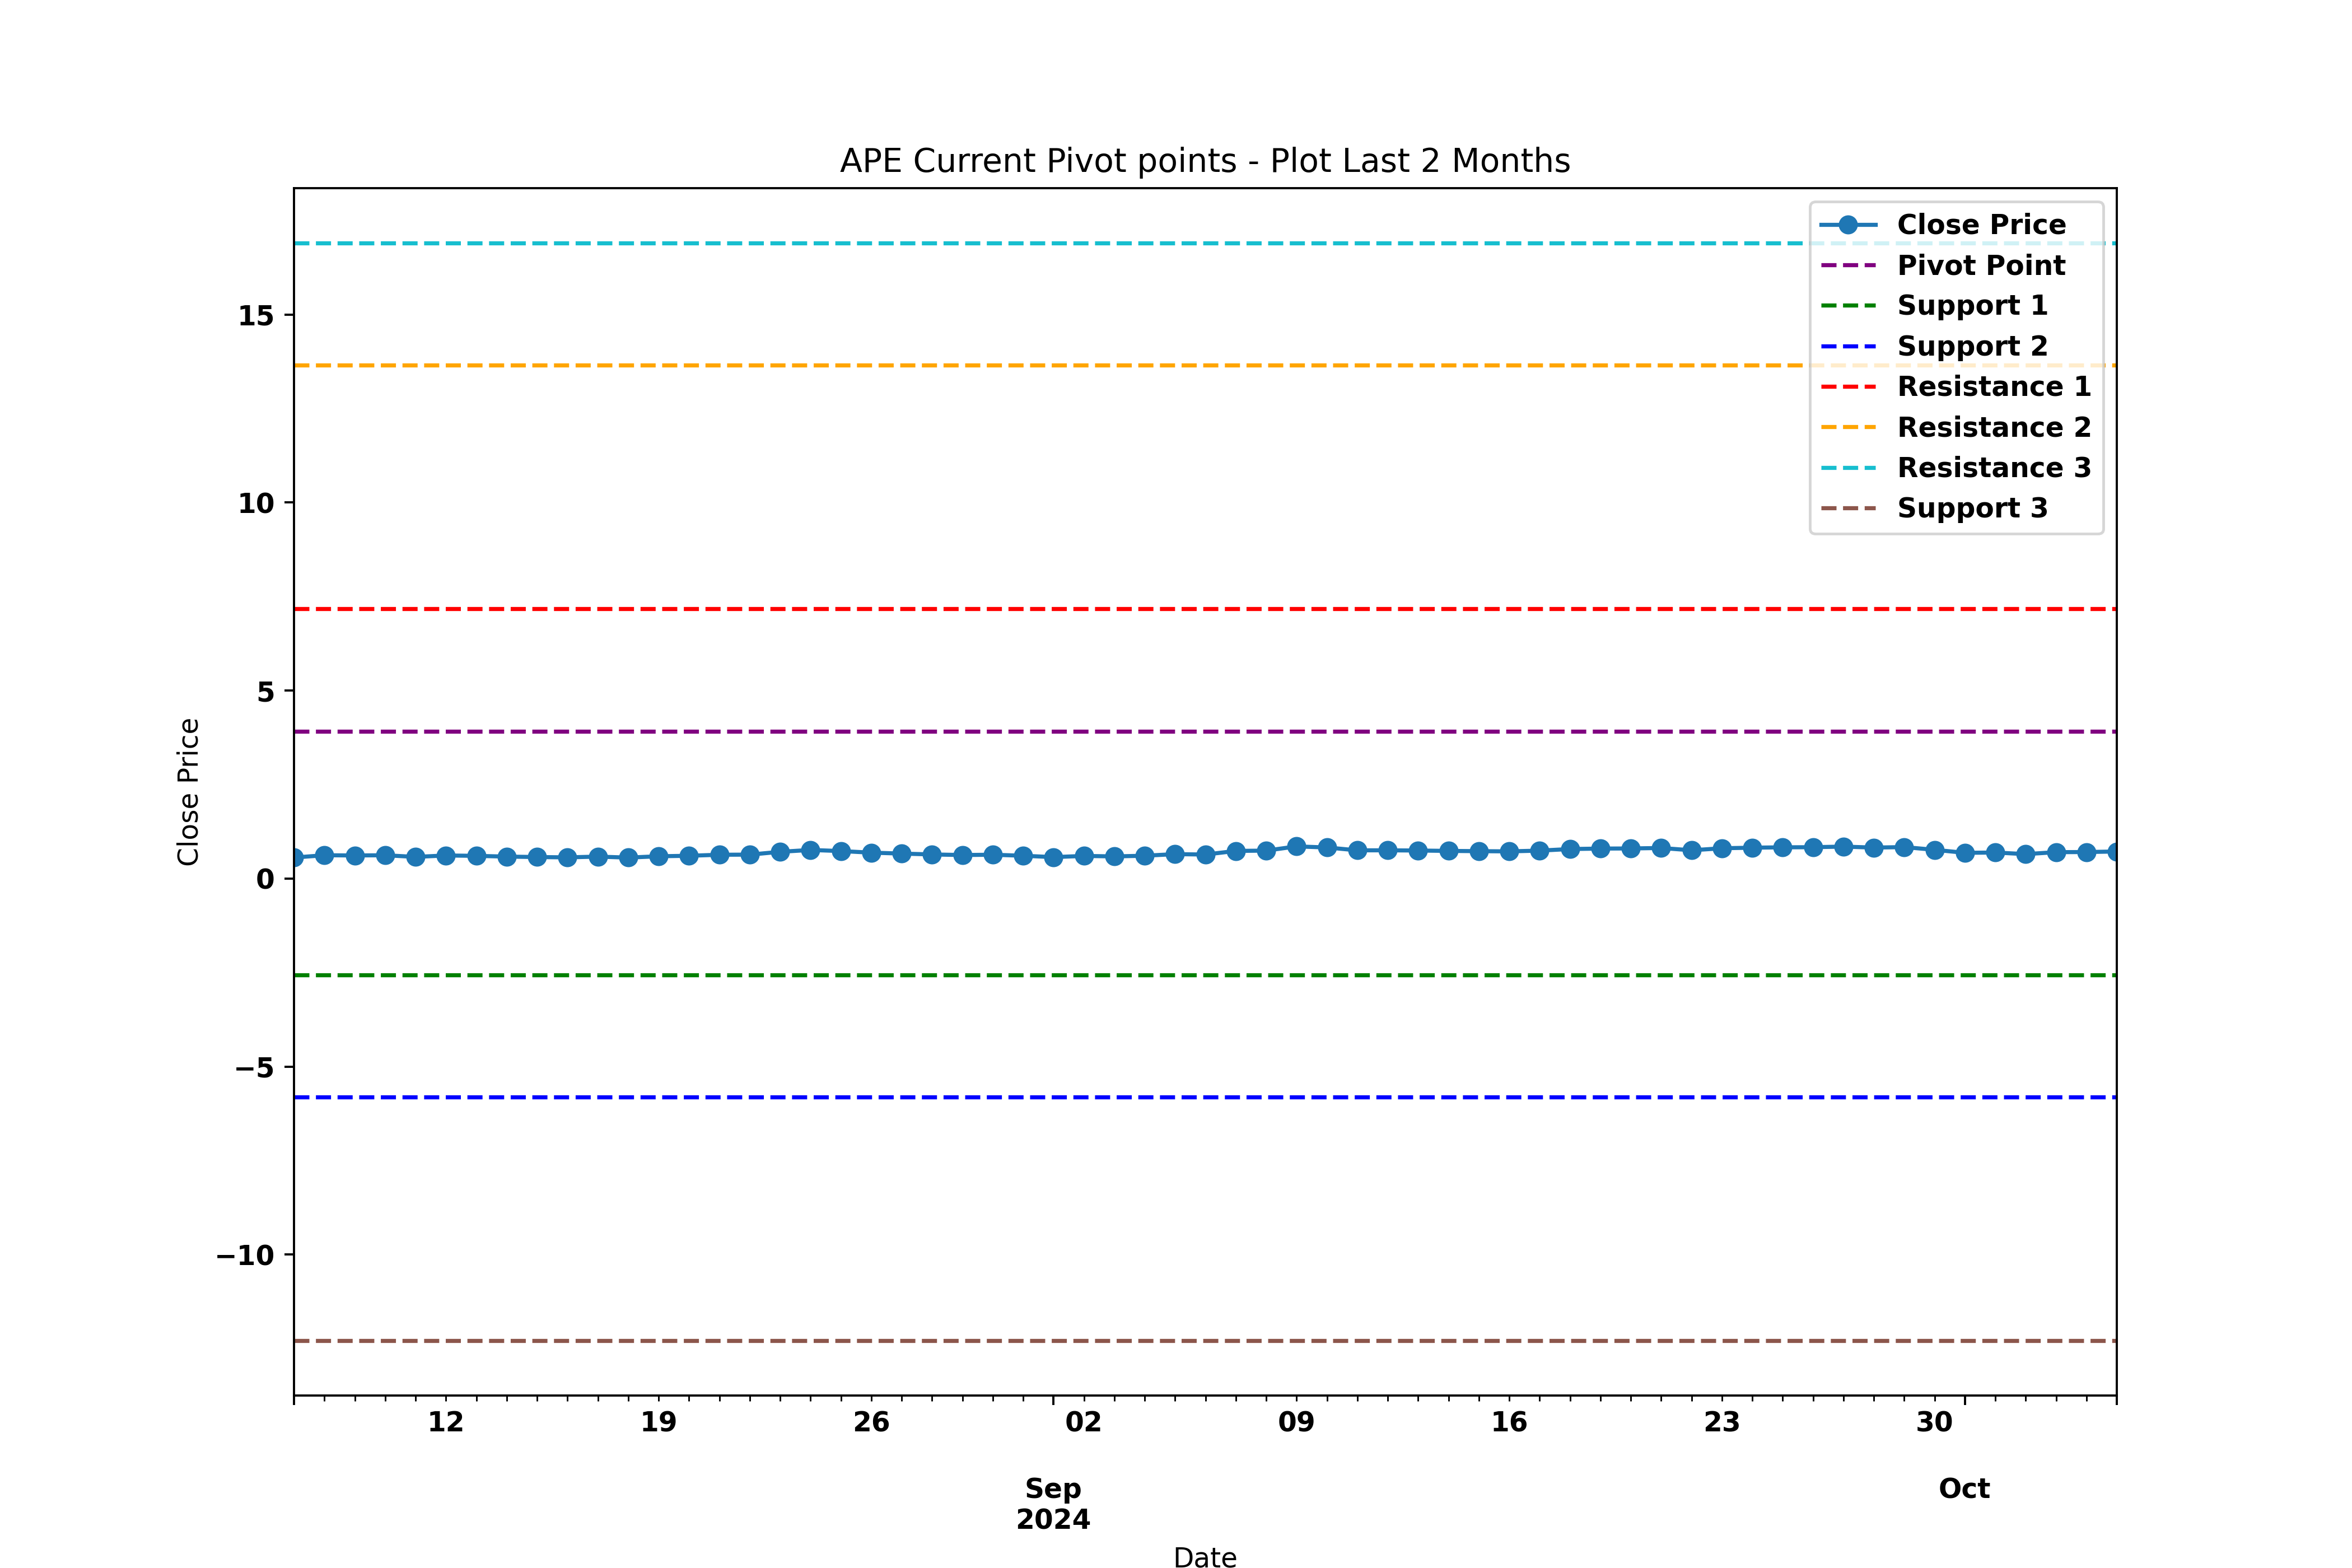 APE Current Pivot points - Plot Last 2 Months
Close Price
Pivot Point
Support 1
Support 2
Resistance 1
Resistance 2
Resistance 3
Support 3
15
10
5
0
−5
−10
Close Price
12 19 26 02 09 16 23 30
Sep Oct
2024
Date